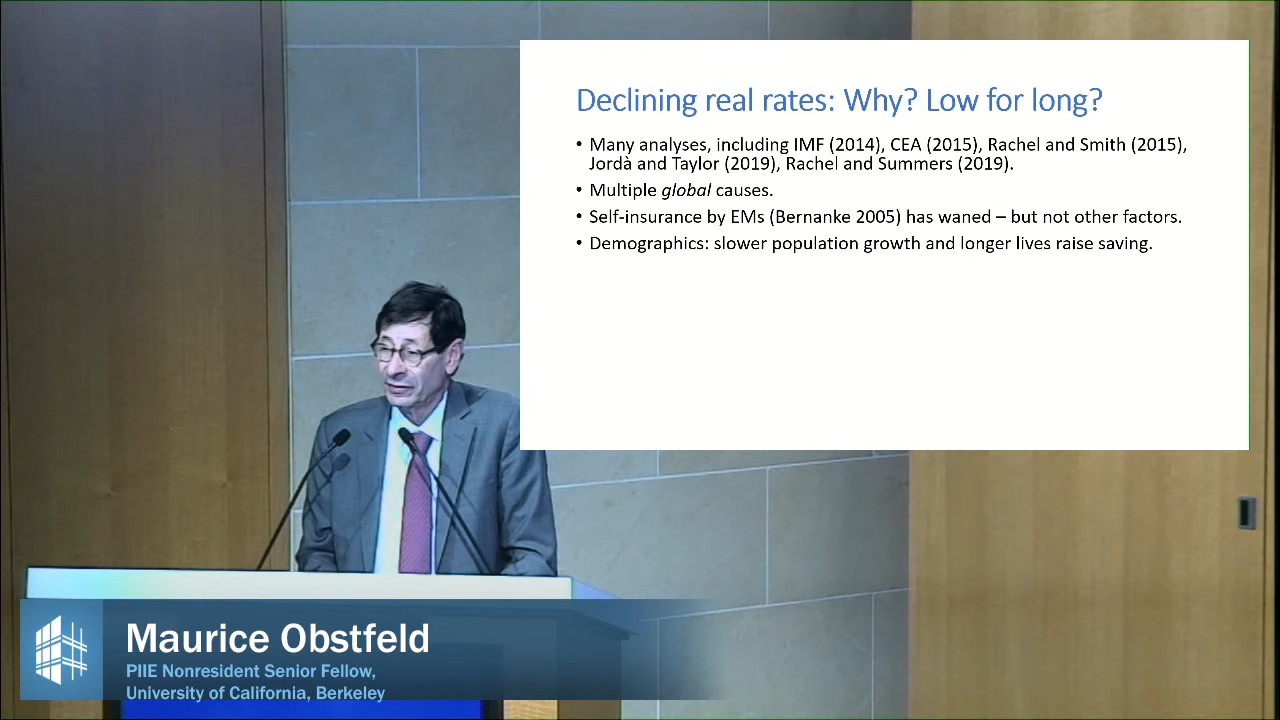 Declining real rates: Why? Low for long?
• Many analyses, including IMF (2014), CEA (2015), Rachel and Smith (2015),
Jordà and Taylor (2019), Rachel and Summers (2019).
• Multiple global causes.
• Self-insurance by EMs (Bernanke 2005) has waned – but not other factors.
• Demographics: slower population growth and longer lives raise saving.
Maurice Obstfeld
PIIE Nonresident Senior Fellow,
University of California, Berkeley